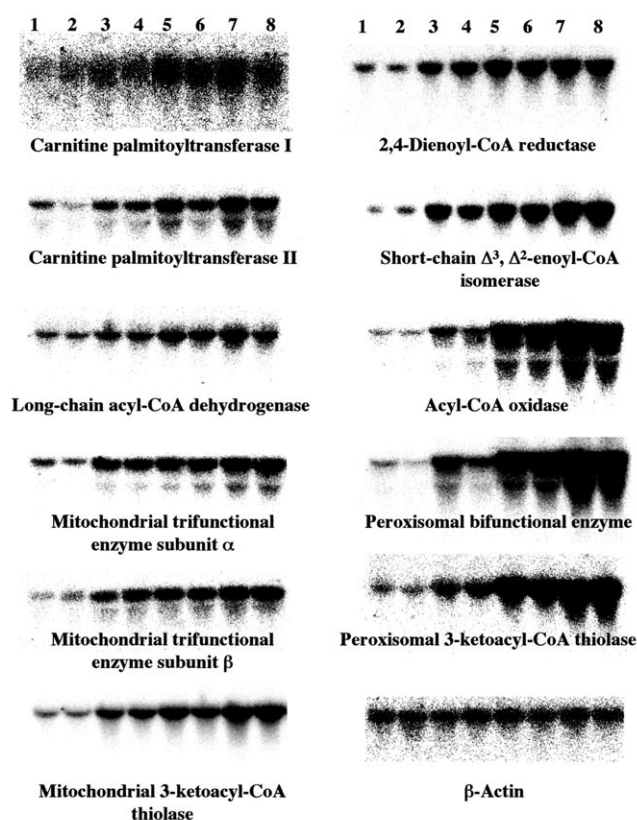 1 2 3 4 5 6 7 8
Carnitine palmitoyltransferase I
Carnitine palmitoyltransferase II
Long-chain acyl-CoA dehydrogenase
Mitochondrial trifunctional
enzyme subunit α
Mitochondrial trifunctional
enzyme subunit β
Mitochondrial 3-ketoacyl-CoA
thiolase
1 2 3 4 5 6 7 8
2,4-Dienoyl-CoA reductase
Short-chain Δ³, Δ²-enoyl-CoA
isomerase
Acyl-CoA oxidase
Peroxisomal bifunctional enzyme
Peroxisomal 3-ketoacyl-CoA thiolase
β-Actin